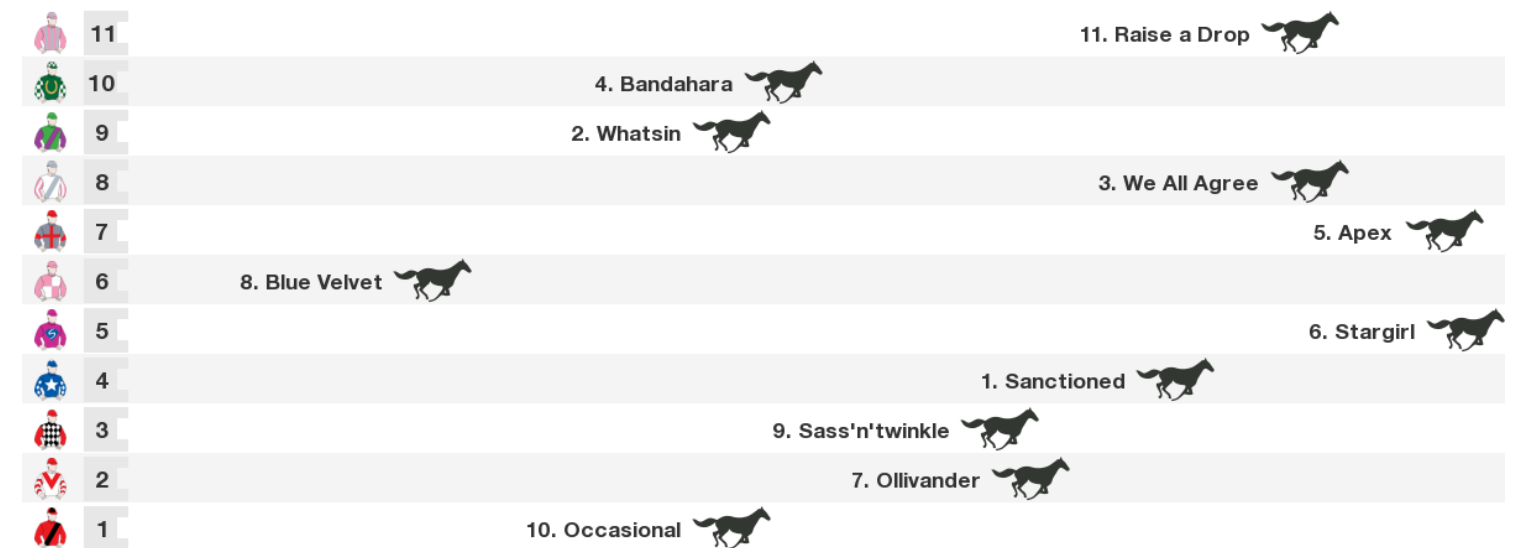 11 11. Raise a Drop
10 4. Bandahara
9 2. Whatsin
8 3. We All Agree
7 5. Apex
6 8. Blue Velvet
5 6. Stargirl
4 1. Sanctioned
3 9. Sass'n'twinkle
2 7. Ollivander
1 10. Occasional